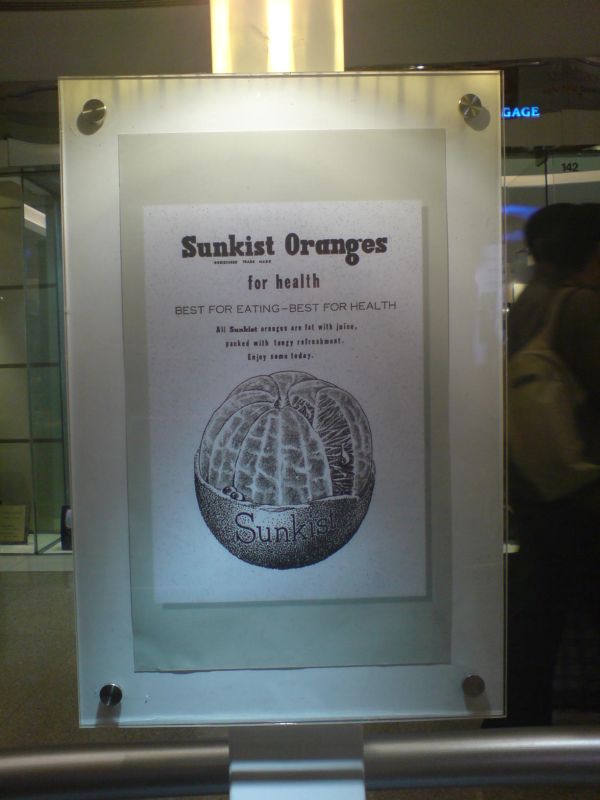 GAGE
142
Sunkist Oranges
REGISTERED TRADE MARK
for health
BEST FOR EATING–BEST FOR HEALTH
All Sunkist oranges are fat with juice,
packed with tangy refreshment.
Enjoy some today.
Sunkist